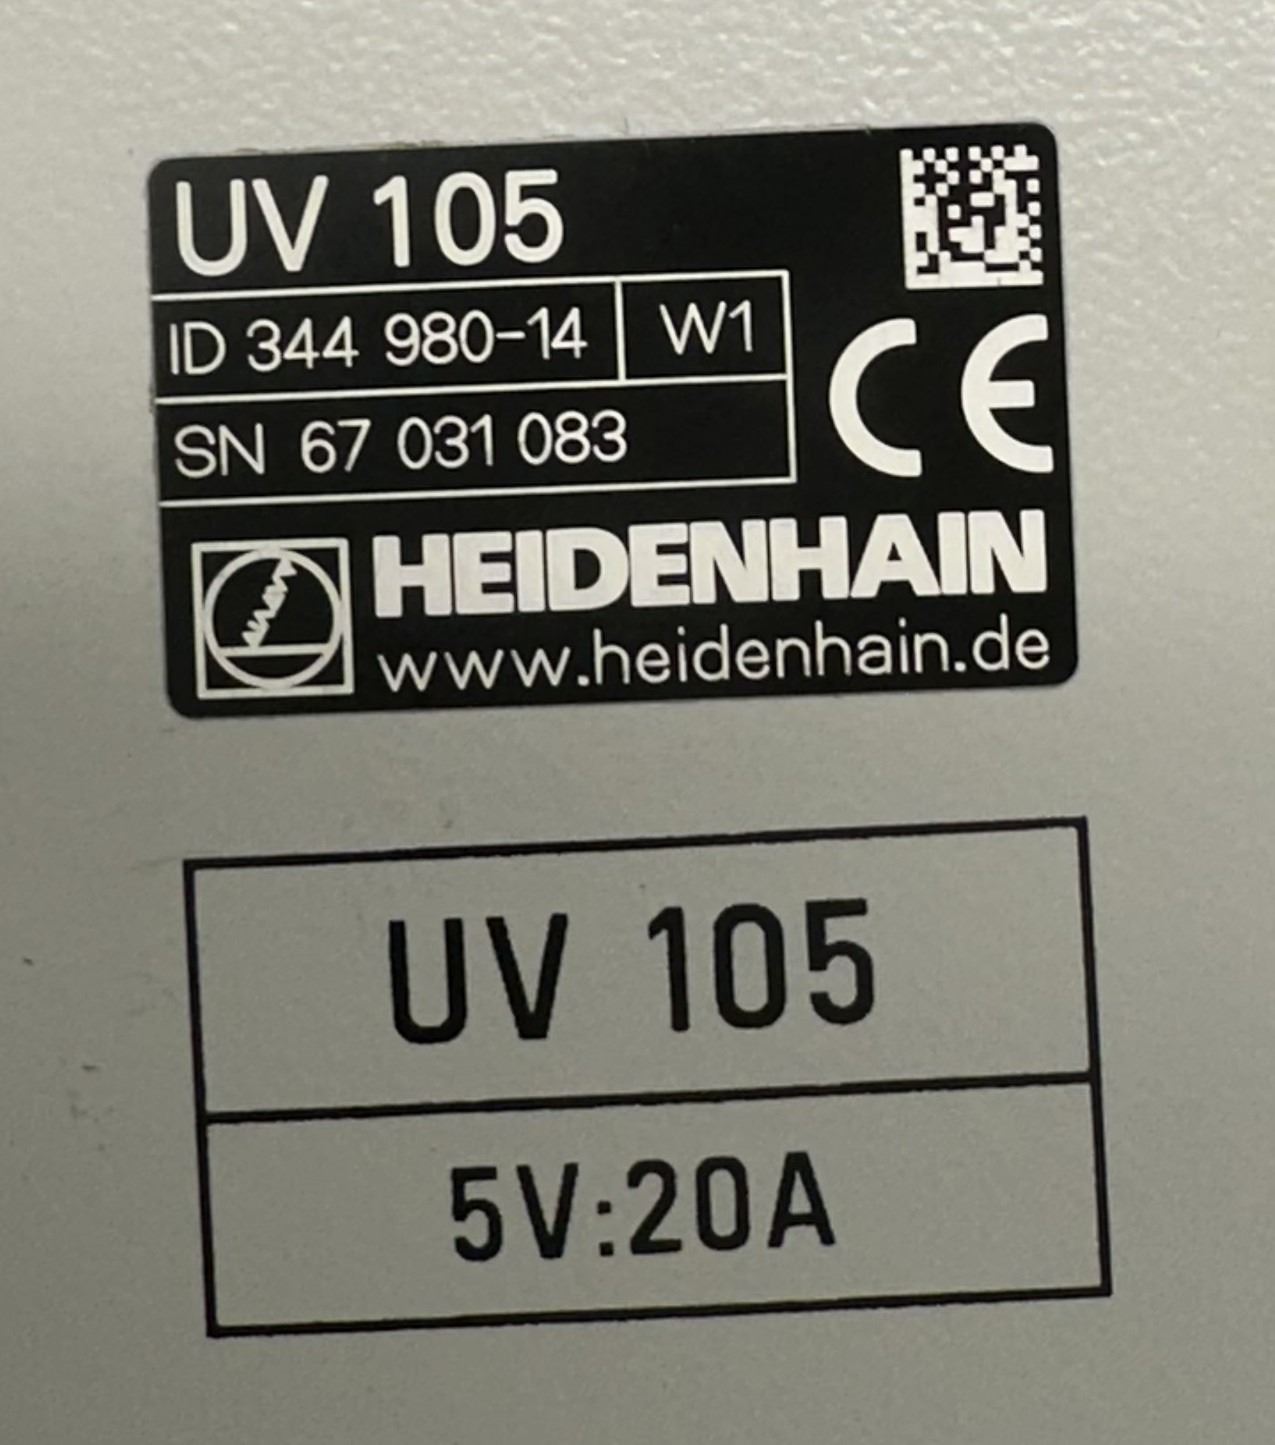 UV 105
ID 344 980-14 W1
SN 67 031 083
CE
HEIDENHAIN
www.heidenhain.de
UV 105
5V:20A